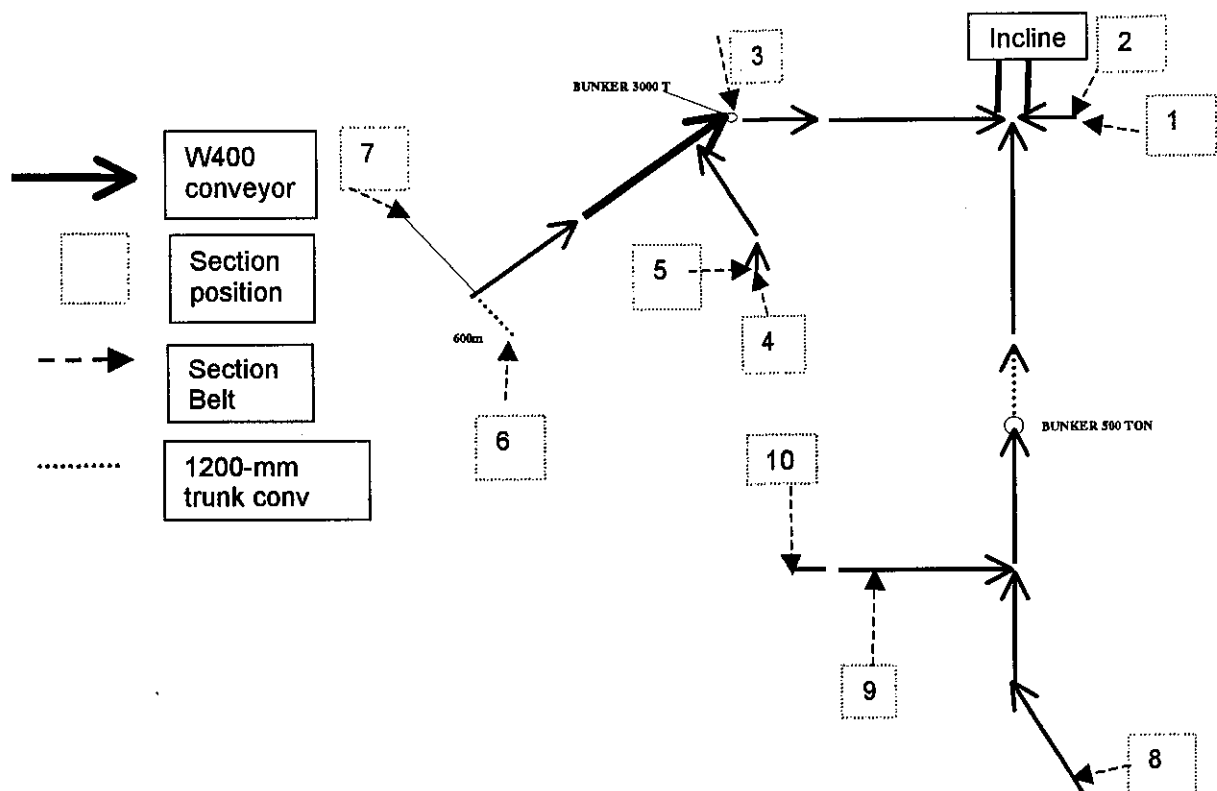 Incline
2
3
BUNKER 3000 T
1
7
W400
conveyor
5
Section
position
4
600m
Section
Belt
6
BUNKER 500 TON
10
1200-mm
trunk conv
9
8